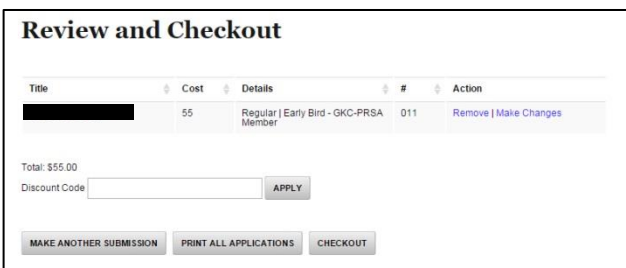 Review and Checkout
Title Cost Details # Action
55 Regular | Early Bird - GKC-PRSA 011 Remove | Make Changes
Member
Total: $55.00
Discount Code APPLY
MAKE ANOTHER SUBMISSION PRINT ALL APPLICATIONS CHECKOUT